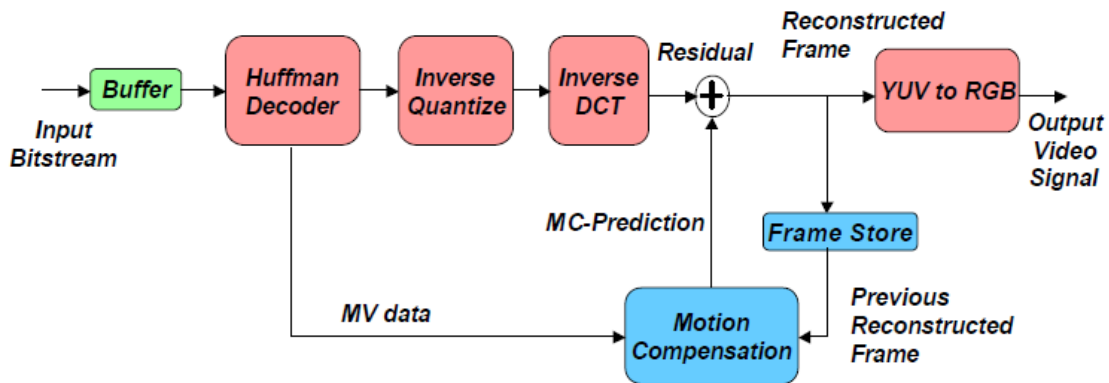 Buffer
Input
Bitstream
Huffman
Decoder
Inverse
Quantize
Inverse
DCT
Residual
+
Reconstructed
Frame
YUV to RGB
Output
Video
Signal
MC-Prediction
Frame Store
MV data
Motion
Compensation
Previous
Reconstructed
Frame